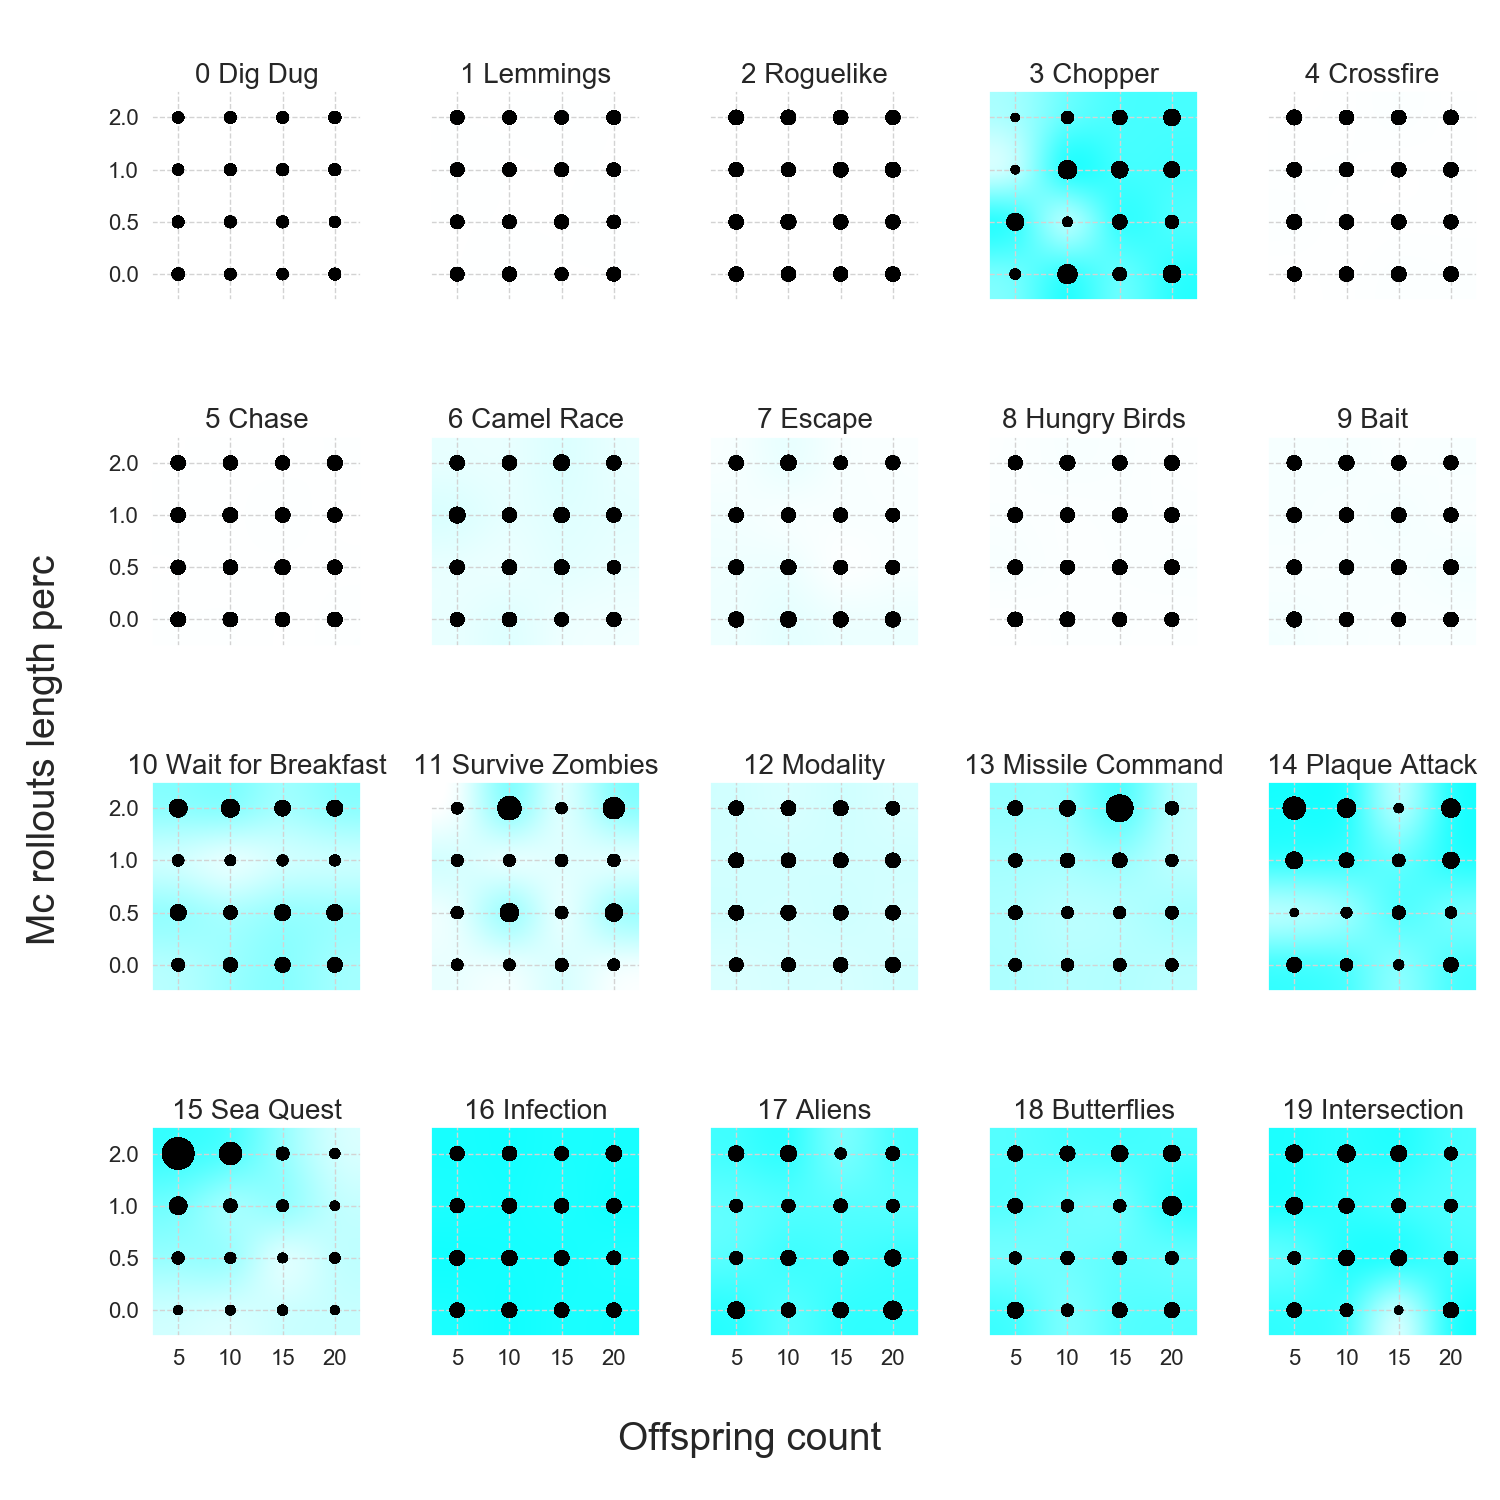 0 Dig Dug 1 Lemmings 2 Roguelike 3 Chopper 4 Crossfire
2.0
1.0
0.5
0.0
5 Chase 6 Camel Race 7 Escape 8 Hungry Birds 9 Bait
2.0
1.0
0.5
0.0
Mc rollouts length perc
10 Wait for Breakfast 11 Survive Zombies 12 Modality 13 Missile Command 14 Plaque Attack
2.0
1.0
0.5
0.0
15 Sea Quest 16 Infection 17 Aliens 18 Butterflies 19 Intersection
2.0
1.0
0.5
0.0
5 10 15 20 5 10 15 20 5 10 15 20 5 10 15 20 5 10 15 20
Offspring count